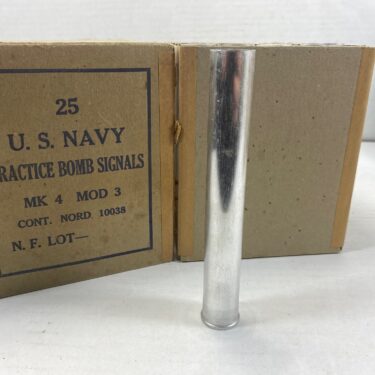 25
U. S. NAVY
RACTICE BOMB SIGNALS
MK 4 MOD 3
CONT. NORD 10038
N. F. LOT—